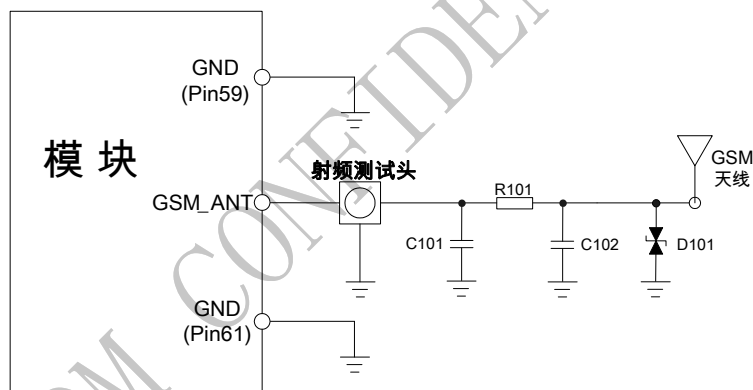 GND
(Pin59)
模 块
射频测试头
GSM
天线
GSM_ANT
R101
C101
C102
D101
GND
(Pin61)